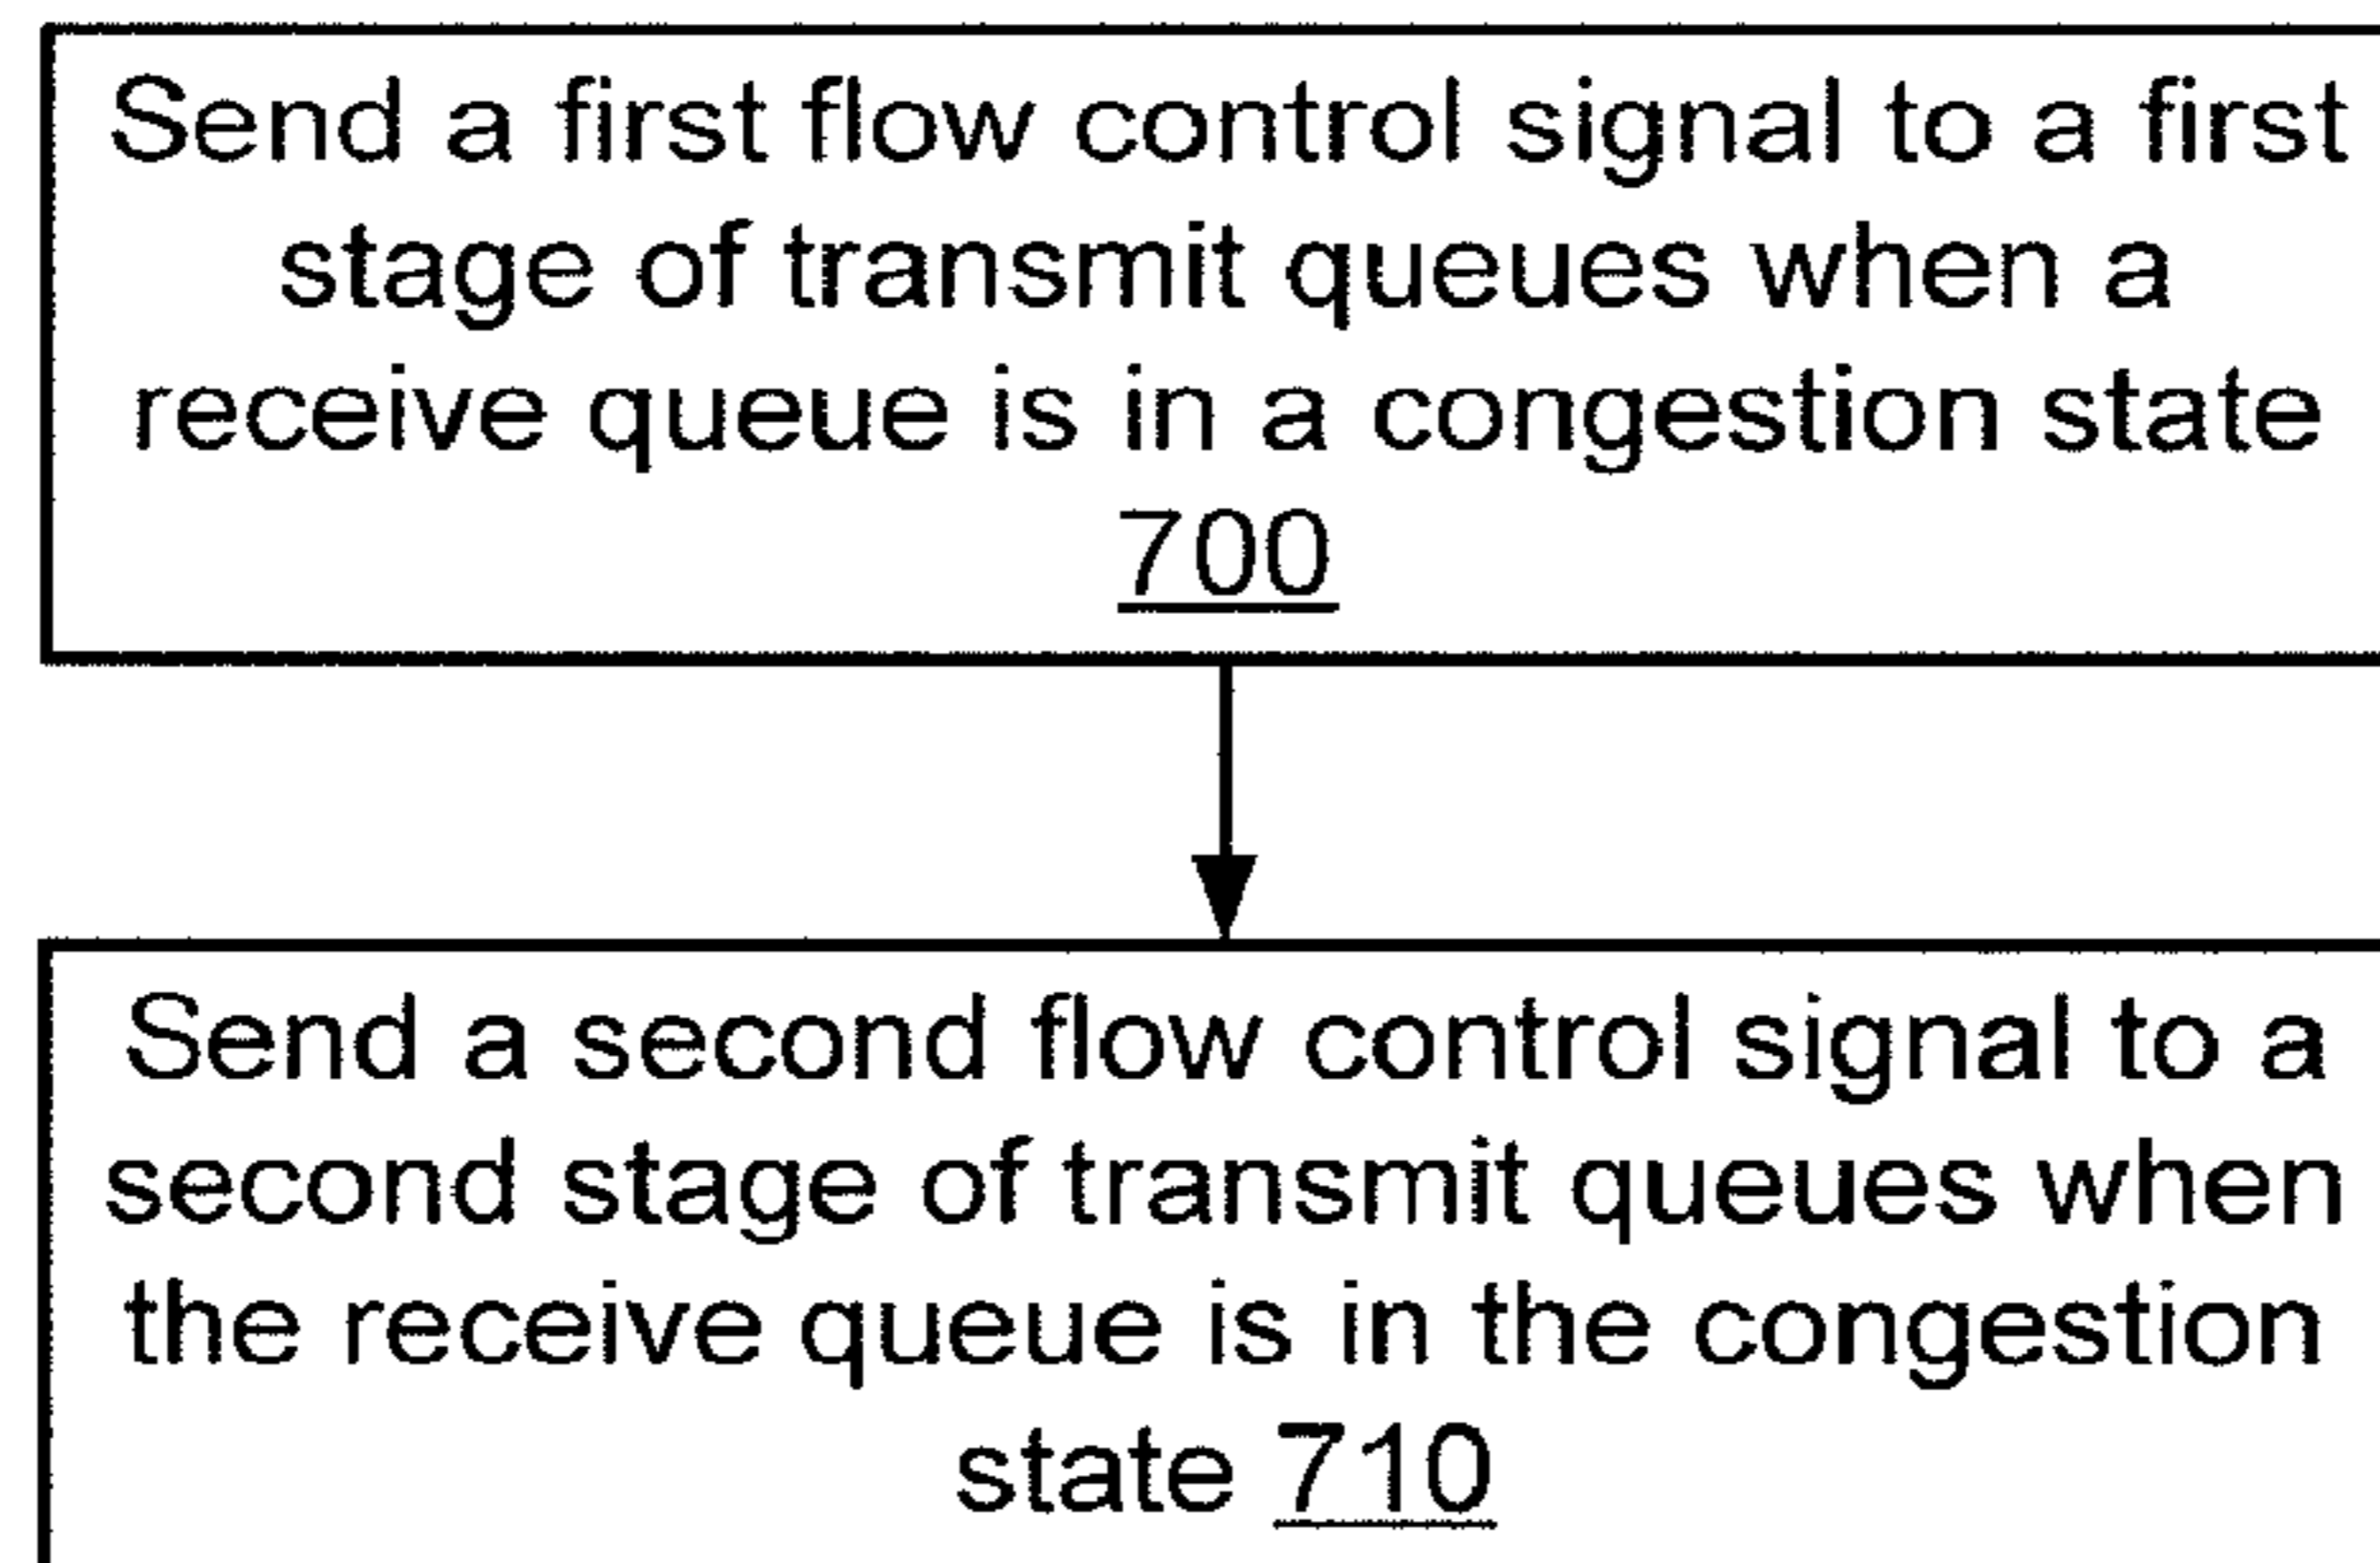 Send a first flow control signal to a first
stage of transmit queues when a
receive queue is in a congestion state
700
Send a second flow control signal to a
second stage of transmit queues when
the receive queue is in the congestion
state 710